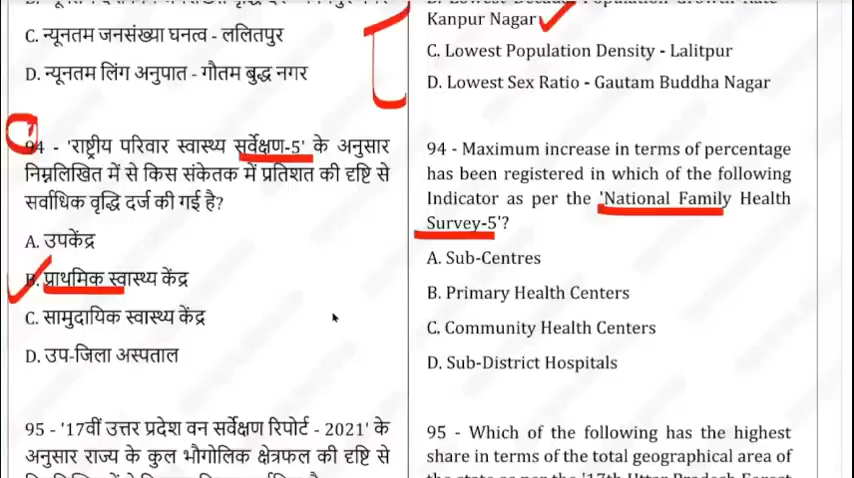 C. न्यूनतम जनसंख्या घनत्व - ललितपुर
D. न्यूनतम लिंग अनुपात - गौतम बुद्ध नगर
94 - 'राष्ट्रीय परिवार स्वास्थ्य सर्वेक्षण-5' के अनुसार
निम्नलिखित में से किस संकेतक में प्रतिशत की दृष्टि से
सर्वाधिक वृद्धि दर्ज की गई है?
A. उपकेंद्र
B. प्राथमिक स्वास्थ्य केंद्र
C. सामुदायिक स्वास्थ्य केंद्र
D. उप-जिला अस्पताल
95 - '17वीं उत्तर प्रदेश वन सर्वेक्षण रिपोर्ट - 2021' के
अनुसार राज्य के कुल भौगोलिक क्षेत्रफल की दृष्टि से
Kanpur Nagar
C. Lowest Population Density - Lalitpur
D. Lowest Sex Ratio - Gautam Buddha Nagar
94 - Maximum increase in terms of percentage
has been registered in which of the following
Indicator as per the 'National Family Health
Survey-5'?
A. Sub-Centres
B. Primary Health Centers
C. Community Health Centers
D. Sub-District Hospitals
95 - Which of the following has the highest
share in terms of the total geographical area of